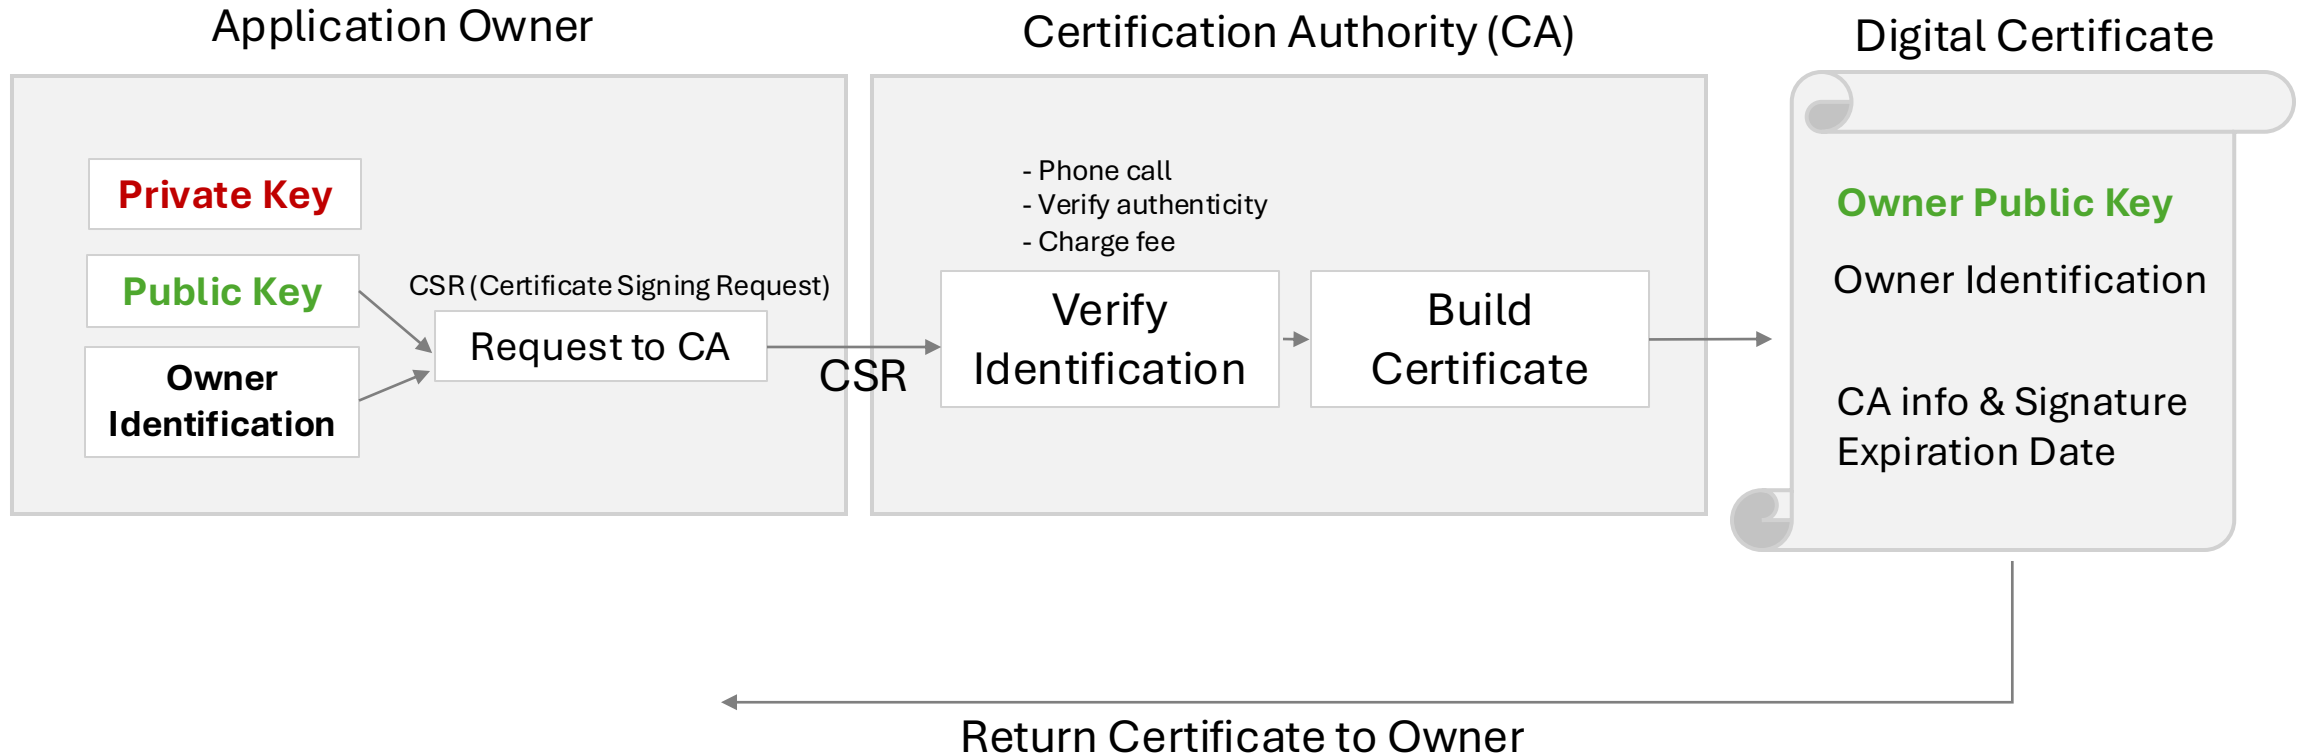 Application Owner
Private Key
Public Key
Owner
Identification
CSR (Certificate Signing Request)
Request to CA
CSR
Certification Authority (CA)
- Phone call
- Verify authenticity
- Charge fee
Verify
Identification
Build
Certificate
Digital Certificate
Owner Public Key
Owner Identification
CA info & Signature
Expiration Date
Return Certificate to Owner